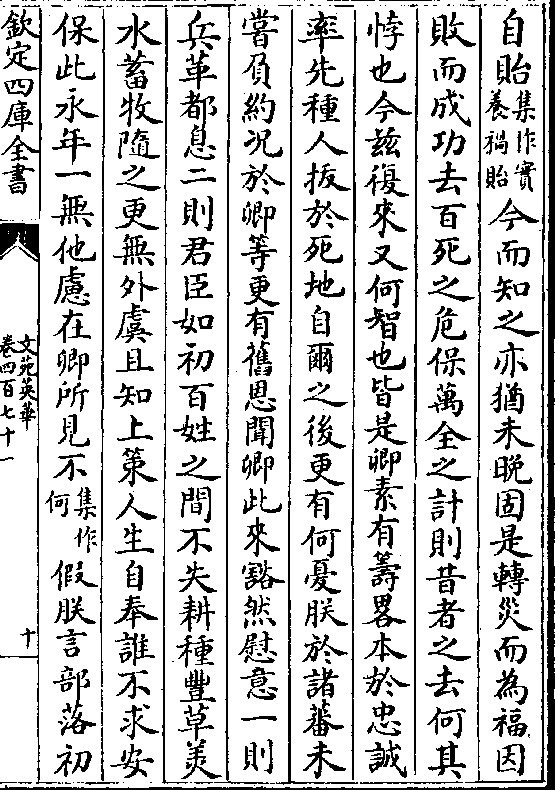 自貽集作實養禍貽今而知之亦猶未晚固是轉災而為福因
敗而成功去百死之危保萬全之計則昔者之去何其
悖也今兹復來又何智也皆是卿素有籌畧本於忠誠
率先種人拔於死地自爾之後更有何憂朕於諸蕃未
嘗負約况於卿等更有舊恩聞卿此來豁然慰意一則
兵革都息二則君臣如初百姓之間不失耕種豐草美
水蓄牧隨之更無外虞且知上策人生自奉誰不求安
保此永年一無他慮在卿所見不集作何假朕言部落初
欽定四庫全書
文苑英華
卷四百七十一
十